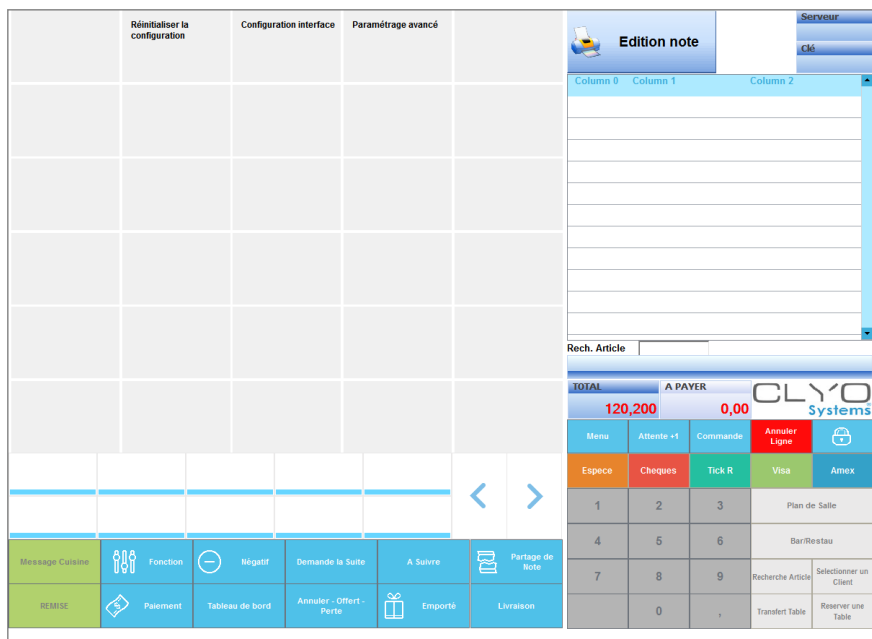 Réinitialiser la
configuration
Configuration interface
Paramétrage avancé
Edition note
Serveur
Clé
Column 0 Column 1 Column 2
Rech. Article
TOTAL A PAYER
120,200 0,00
CLYO
Systems
Menu Attente +1 Commande Annuler
Ligne
Espece Cheques Tick R Visa Amex
1 2 3 Plan de Salle
4 5 6 Bar/Restau
7 8 9 Recherche Article Selectionner un
Client
0 , Transfert Table Reserver une
Table
Message Cuisine Fonction Négatif Demande la Suite A Suivre Partage de
Note
REMISE Paiement Tableau de bord Annuler - Offert -
Perte Emporté Livraison